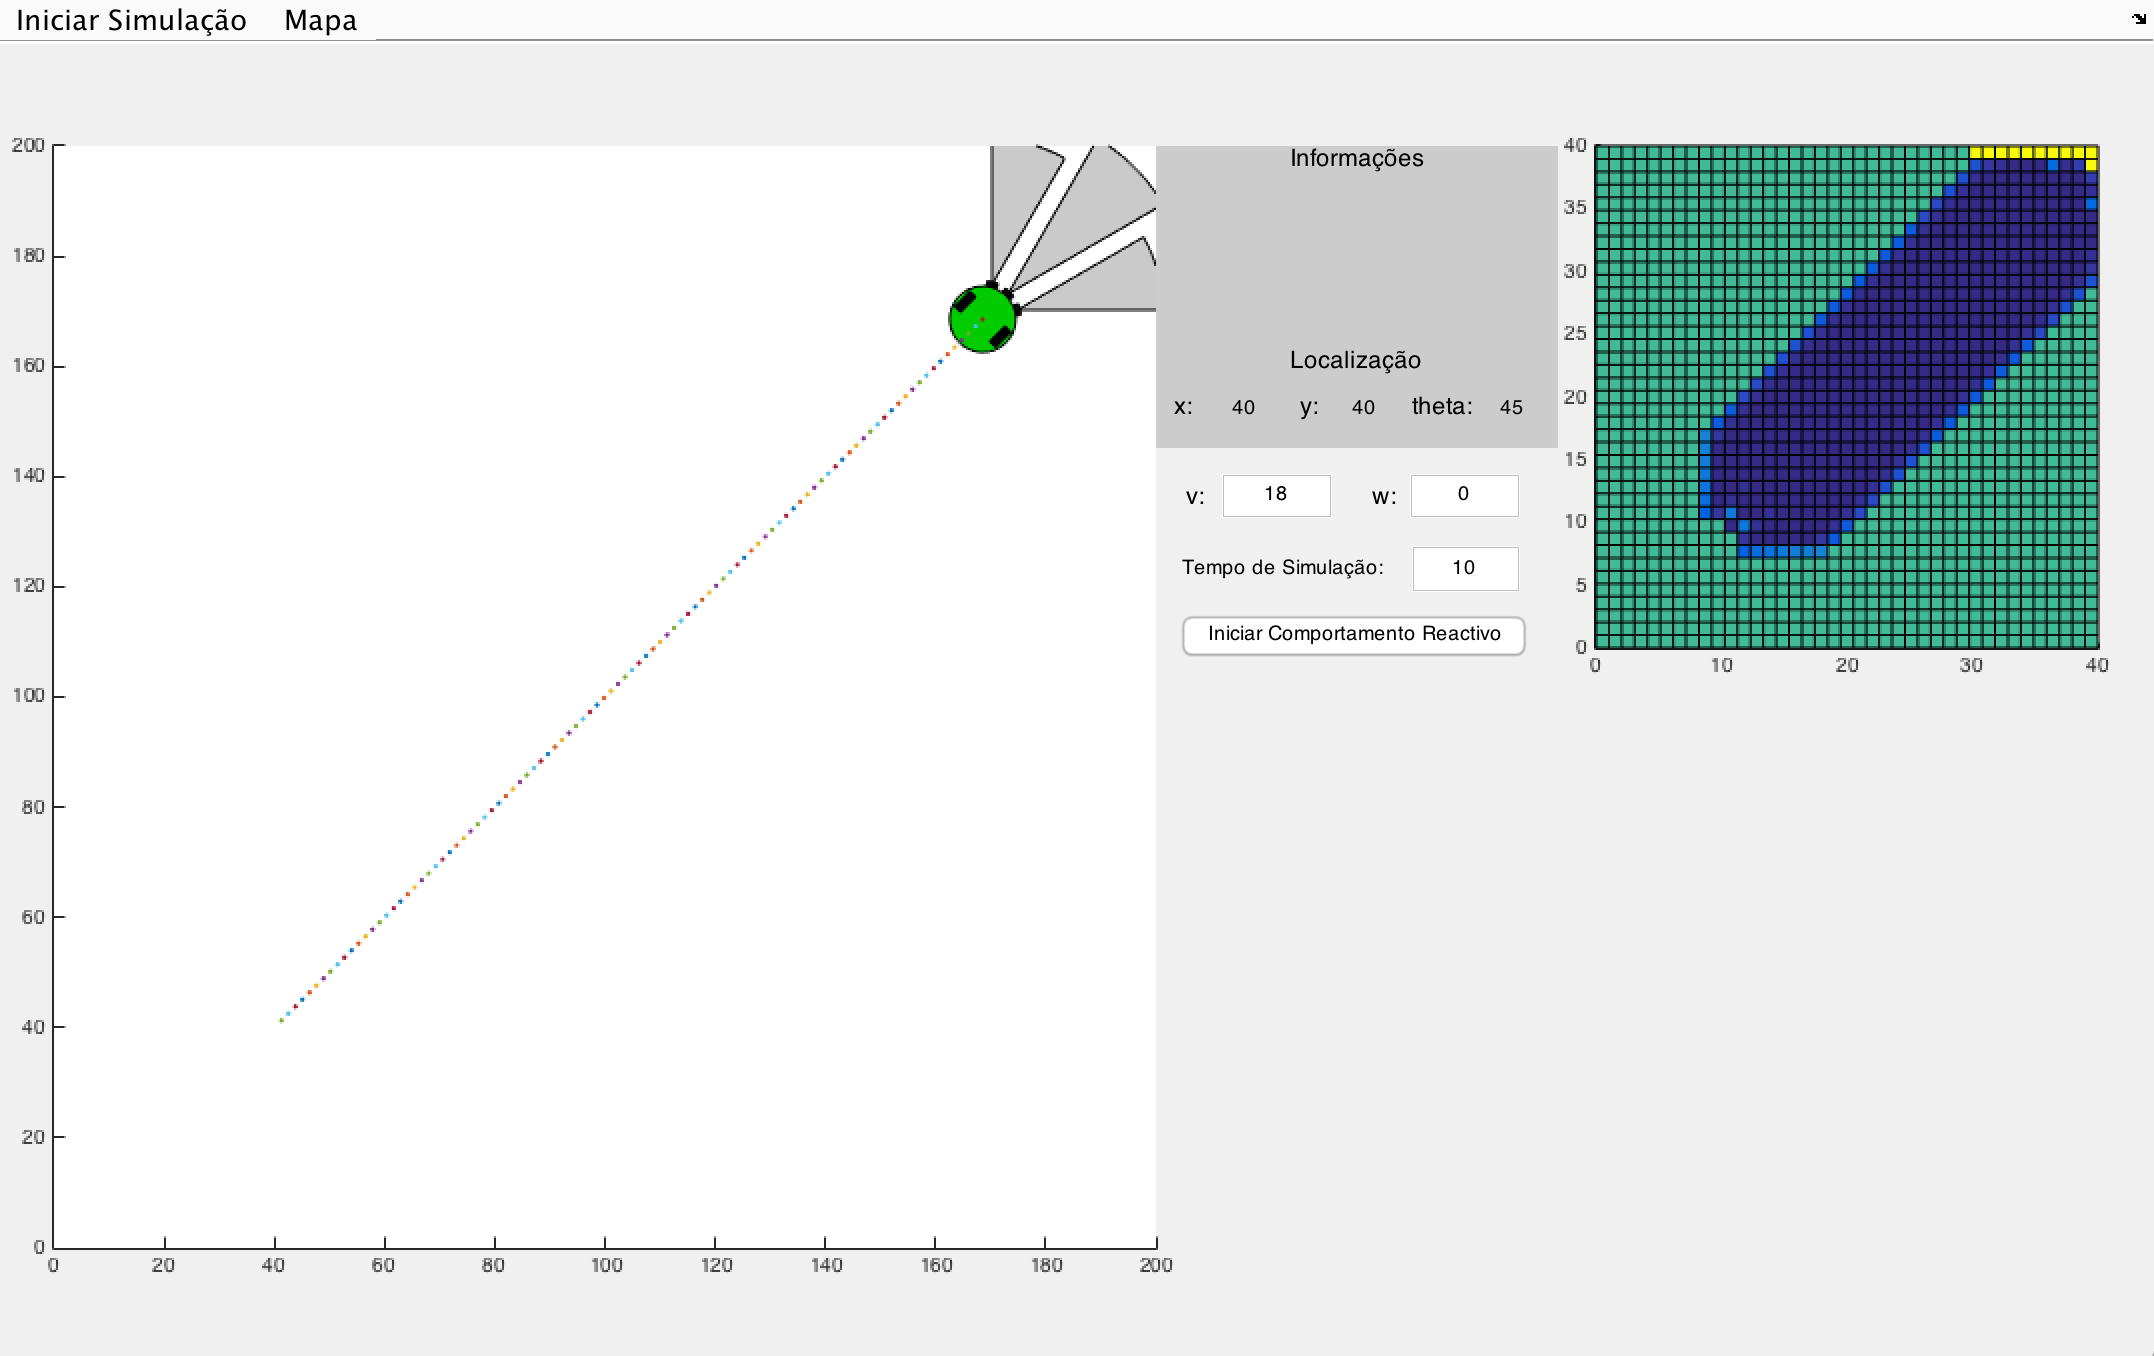 Iniciar Simulação Mapa
200
180
160
140
120
100
80
60
40
20
0
0 20 40 60 80 100 120 140 160 180 200
Informações
Localização
x: 40 y: 40 theta: 45
v: 18 w: 0
Tempo de Simulação: 10
Iniciar Comportamento Reactivo
40
35
30
25
20
15
10
5
0
0 10 20 30 40